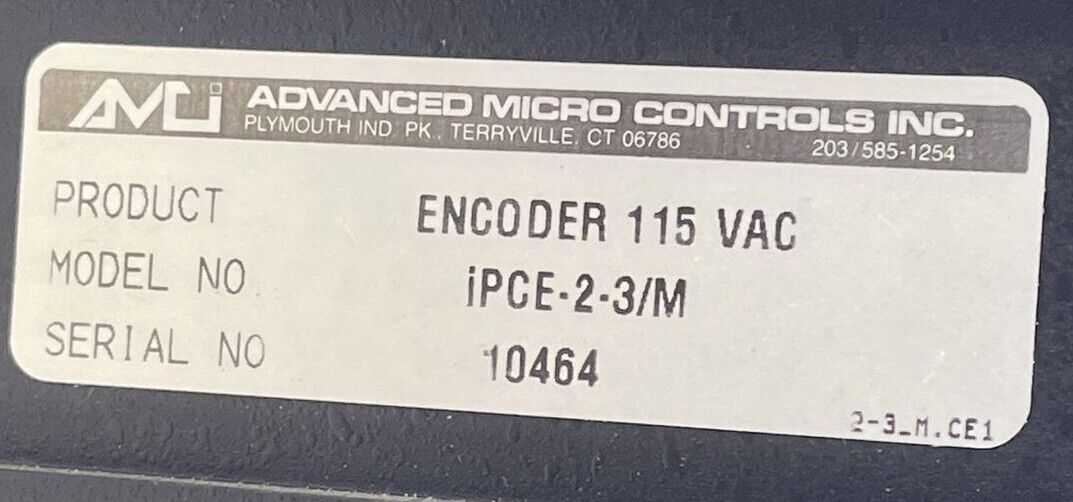 AMCi ADVANCED MICRO CONTROLS INC.
PLYMOUTH IND. PK., TERRYVILLE, CT 06786 203/585-1254
PRODUCT ENCODER 115 VAC
MODEL NO iPCE-2-3/M
SERIAL NO 10464
2-3_M.CE1